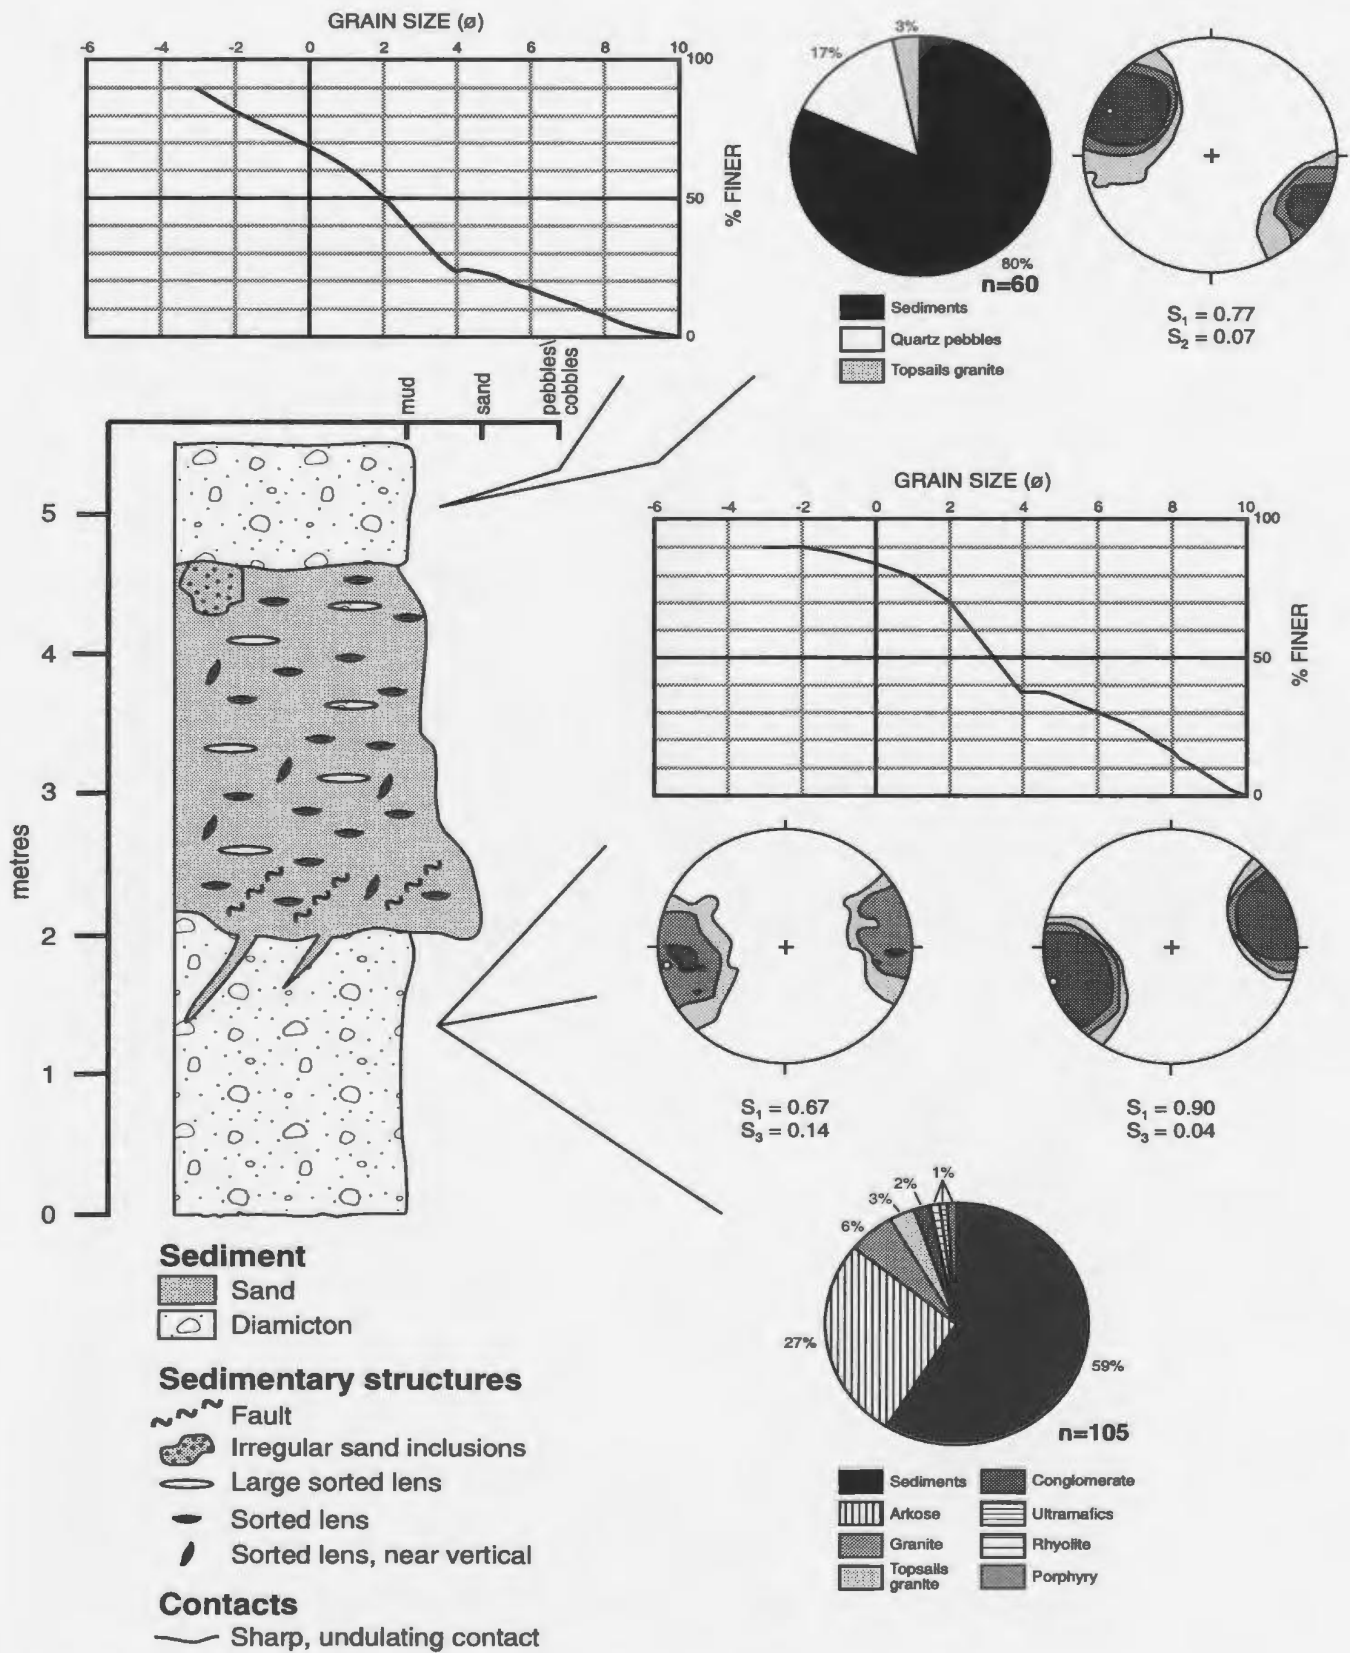 GRAIN SIZE (ø)
-6 -4 -2 0 2 4 6 8 10
100
50
0
% FINER
3%
17%
80%
n=60
Sediments
Quartz pebbles
Topsails granite
S1 = 0.77
S2 = 0.07
mud
sand
pebbles\
cobbles
5
4
3
2
1
0
metres
GRAIN SIZE (ø)
-6 -4 -2 0 2 4 6 8 10
100
50
0
% FINER
S1 = 0.67
S3 = 0.14
S1 = 0.90
S3 = 0.04
1%
2%
3%
6%
27%
59%
n=105
Sediments
Arkose
Granite
Topsails
granite
Conglomerate
Ultramafics
Rhyolite
Porphyry
Sediment
Sand
Diamicton
Sedimentary structures
Fault
Irregular sand inclusions
Large sorted lens
Sorted lens
Sorted lens, near vertical
Contacts
Sharp, undulating contact